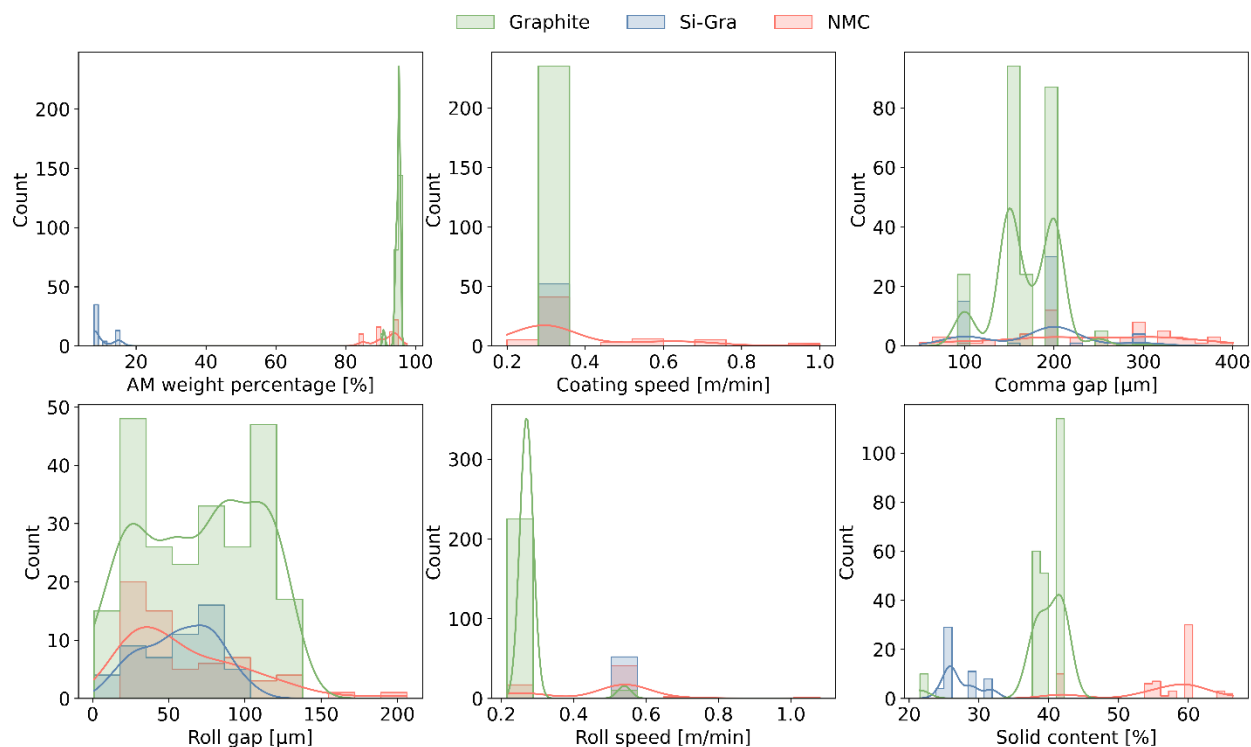 Graphite Si-Gra NMC
200
150
100
50
0
Count
20 40 60 80 100
AM weight percentage [%]
200
150
100
50
0
Count
0.2 0.4 0.6 0.8 1.0
Coating speed [m/min]
80
60
40
20
0
Count
100 200 300 400
Comma gap [μm]
50
40
30
20
10
0
Count
0 50 100 150 200
Roll gap [μm]
300
200
100
0
Count
0.2 0.4 0.6 0.8 1.0
Roll speed [m/min]
100
80
60
40
20
0
Count
20 30 40 50 60
Solid content [%]